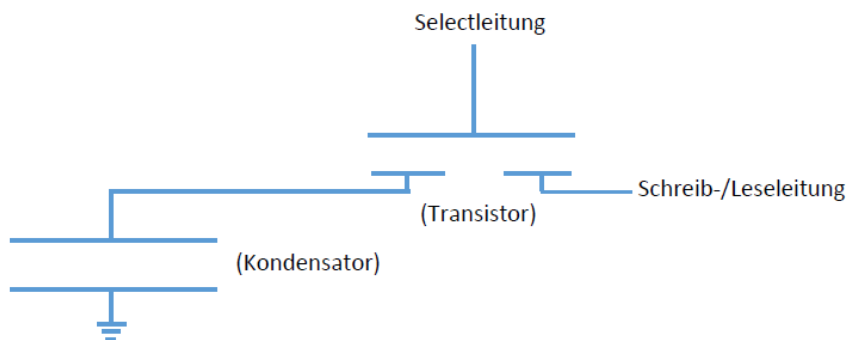 Selectleitung
Schreib-/Leseleitung
(Transistor)
(Kondensator)